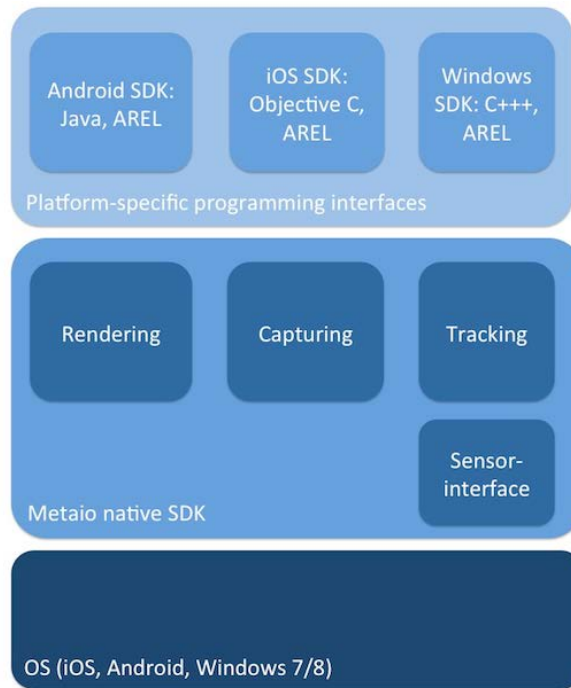 Android SDK:
Java, AREL
iOS SDK:
Objective C,
AREL
Windows
SDK: C+++,
AREL
Platform-specific programming interfaces
Rendering
Capturing
Tracking
Sensor-
interface
Metaio native SDK
OS (iOS, Android, Windows 7/8)